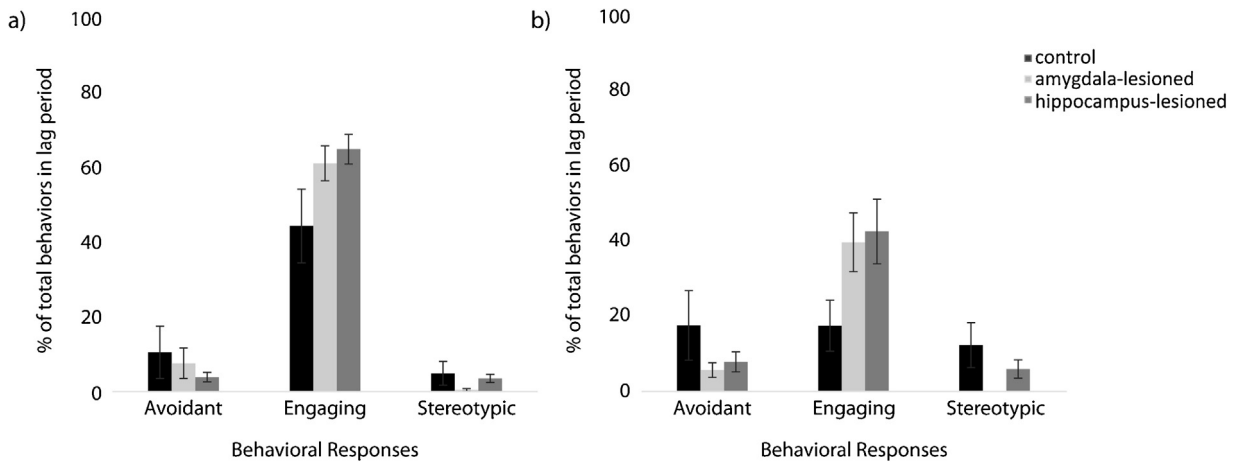 a)
% of total behaviors in lag period
100
80
60
40
20
0
Avoidant
Engaging
Stereotypic
Behavioral Responses
b)
% of total behaviors in lag period
100
80
60
40
20
0
Avoidant
Engaging
Stereotypic
Behavioral Responses
control
amygdala-lesioned
hippocampus-lesioned